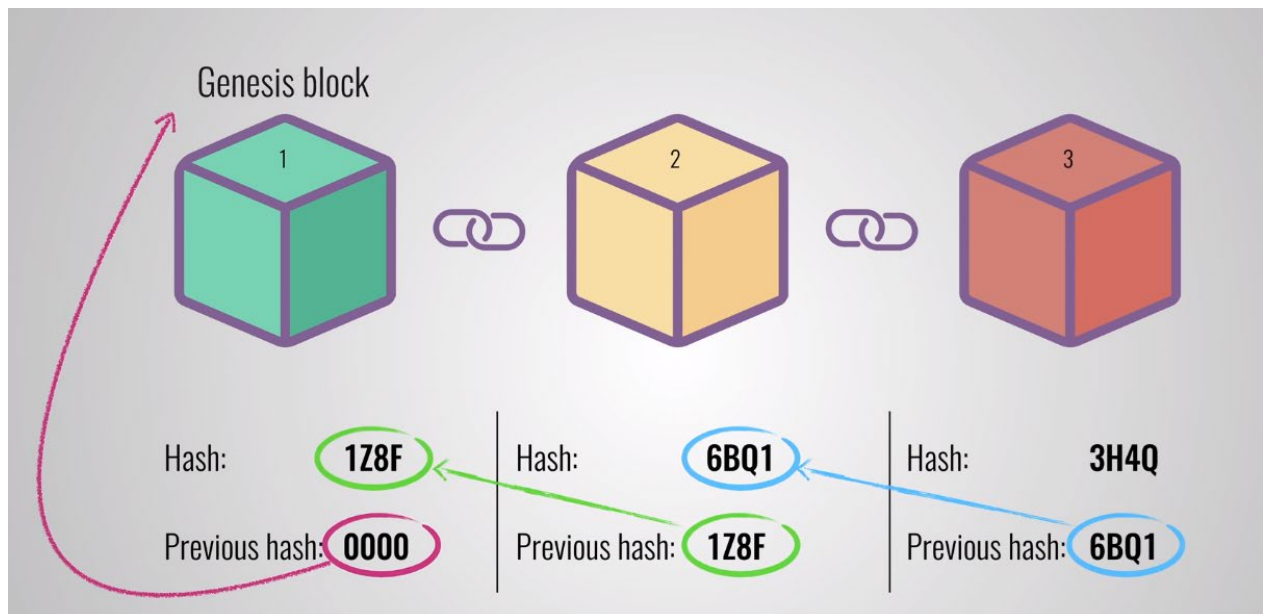 Genesis block
1
2
3
Hash: 1Z8F
Previous hash: 0000
Hash: 6BQ1
Previous hash: 1Z8F
Hash: 3H4Q
Previous hash: 6BQ1